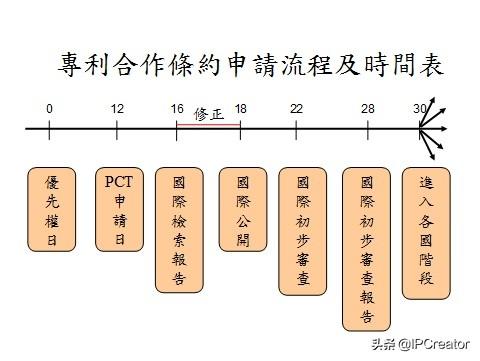 專利合作條約申請流程及時間表
0 12 16 修正 18 22 28 30
優先權日
PCT申請日
國際檢索報告
國際公開
國際初步審查
國際初步審查報告
進入各國階段
头条 @IPCreator